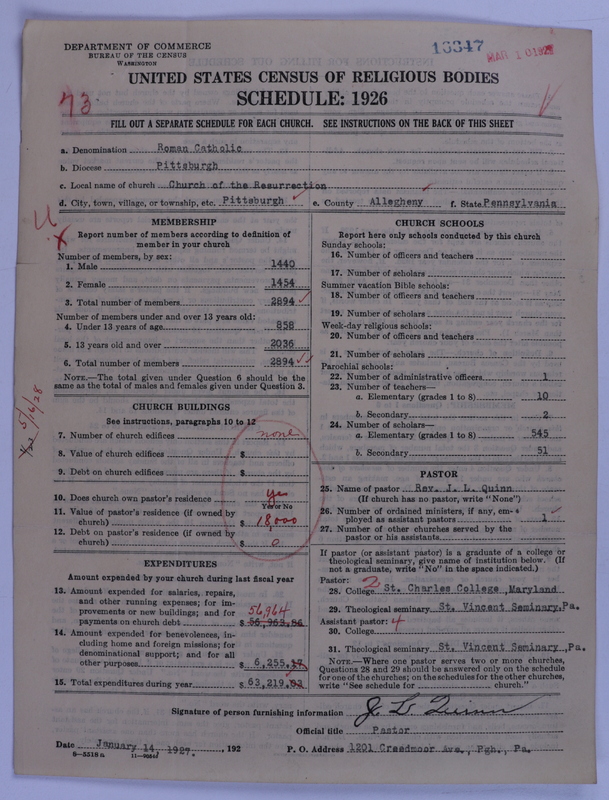 DEPARTMENT OF COMMERCE
BUREAU OF THE CENSUS
WASHINGTON
16647
MAR 10 192
UNITED STATES CENSUS OF RELIGIOUS BODIES
SCHEDULE: 1926
73
FILL OUT A SEPARATE SCHEDULE FOR EACH CHURCH. SEE INSTRUCTIONS ON THE BACK OF THIS SHEET
a. Denomination Roman Catholic
b. Diocese Pittsburgh
c. Local name of church Church of the Resurrection
d. City, town, village, or township, etc. Pittsburgh e. County Allegheny f. State Pennsylvania
MEMBERSHIP
Report number of members according to definition of
member in your church
Number of members, by sex:
1. Male 1440
2. Female 1454
3. Total number of members 2894
Number of members under and over 13 years old:
4. Under 13 years of age 858
5. 13 years old and over 2036
6. Total number of members 2894
NOTE.—The total given under Question 6 should be the
same as the total of males and females given under Question 3.
5/6/28
CHURCH BUILDINGS
See instructions, paragraphs 10 to 12
7. Number of church edifices none
8. Value of church edifices $
9. Debt on church edifices $
10. Does church own pastor's residence yes
Yes or No
11. Value of pastor's residence (if owned by
church) $ 18,000
12. Debt on pastor's residence (if owned by
church) $ 0
EXPENDITURES
Amount expended by your church during last fiscal year
13. Amount expended for salaries, repairs,
and other running expenses; for im-
provements or new buildings; and for 56,964
payments on church debt $ 56,963.86
14. Amount expended for benevolences, in-
cluding home and foreign missions; for
denominational support; and for all
other purposes $ 6,255.17
15. Total expenditures during year $ 63,219.03
CHURCH SCHOOLS
Report here only schools conducted by this church
Sunday schools:
16. Number of officers and teachers
17. Number of scholars
Summer vacation Bible schools:
18. Number of officers and teachers
19. Number of scholars
Week-day religious schools:
20. Number of officers and teachers
21. Number of scholars
Parochial schools:
22. Number of administrative officers 1
23. Number of teachers—
a. Elementary (grades 1 to 8) 10
b. Secondary 2
24. Number of scholars—
a. Elementary (grades 1 to 8) 545
b. Secondary 51
PASTOR
25. Name of pastor Rev. J. L. Quinn
(If church has no pastor, write "None")
26. Number of ordained ministers, if any, em-
ployed as assistant pastors 1
27. Number of other churches served by the
pastor or his assistants
If pastor (or assistant pastor) is a graduate of a college or
theological seminary, give name of institution below. (If
not a graduate, write "No" in the space indicated.)
Pastor: 2
28. College St. Charles College, Maryland
29. Theological seminary St. Vincent Seminary, Pa.
Assistant pastor: 4
30. College
31. Theological seminary St. Vincent Seminary, Pa.
NOTE.—Where one pastor serves two or more churches,
Questions 28 and 29 should be answered only on the schedule
for one of the churches; on the schedules for the other churches,
write "See schedule for church."
Signature of person furnishing information J. L. Quinn
Official title Pastor
Date January 14, 1927. , 192 P. O. Address 1201 Creedmoor Ave., Pgh., Pa.
8—5518a 11—9054